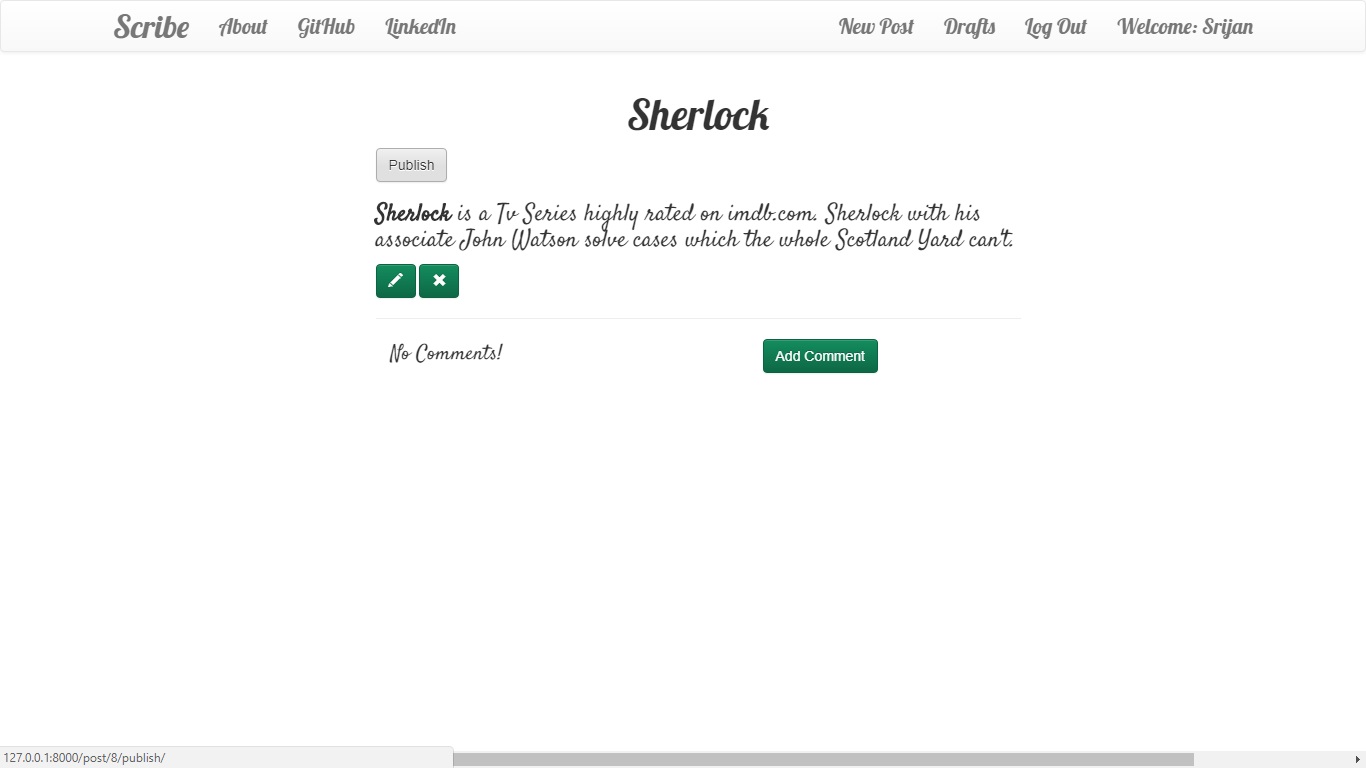 Scribe About GitHub LinkedIn New Post Drafts Log Out Welcome: Srijan
Sherlock
Publish
Sherlock is a Tv Series highly rated on imdb.com. Sherlock with his
associate John Watson solve cases which the whole Scotland Yard can't.
No Comments! Add Comment
127.0.0.1:8000/post/8/publish/